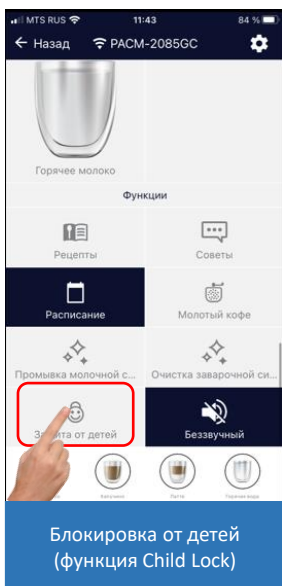 MTS RUS 11:43 84 %
← Назад PACM-2085GC
Горячее молоко
Функции
Рецепты Советы
Расписание Молотый кофе
Промывка молочной с... Очистка заварочной си...
Защита от детей Беззвучный
Капучино Латте Горячая вода
Блокировка от детей
(функция Child Lock)